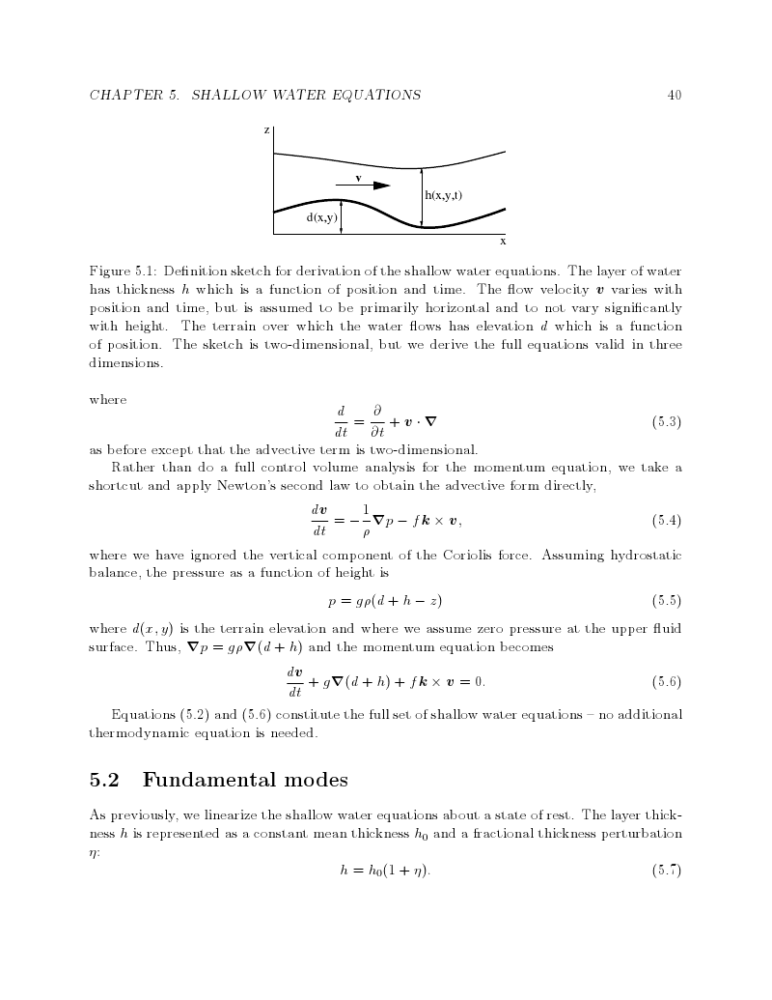 CHAPTER 5. SHALLOW WATER EQUATIONS 40
z
v
h(x,y,t)
d(x,y)
x
Figure 5.1: Definition sketch for derivation of the shallow water equations. The layer of water
has thickness h which is a function of position and time. The flow velocity v varies with
position and time, but is assumed to be primarily horizontal and to not vary significantly
with height. The terrain over which the water flows has elevation d which is a function
of position. The sketch is two-dimensional, but we derive the full equations valid in three
dimensions.
where
d/dt = ∂/∂t + v · ∇ (5.3)
as before except that the advective term is two-dimensional.
Rather than do a full control volume analysis for the momentum equation, we take a
shortcut and apply Newton's second law to obtain the advective form directly,
dv/dt = −1/ρ ∇p − fk × v, (5.4)
where we have ignored the vertical component of the Coriolis force. Assuming hydrostatic
balance, the pressure as a function of height is
p = gρ(d + h − z) (5.5)
where d(x, y) is the terrain elevation and where we assume zero pressure at the upper fluid
surface. Thus, ∇p = gρ∇(d + h) and the momentum equation becomes
dv/dt + g∇(d + h) + fk × v = 0. (5.6)
Equations (5.2) and (5.6) constitute the full set of shallow water equations – no additional
thermodynamic equation is needed.
5.2 Fundamental modes
As previously, we linearize the shallow water equations about a state of rest. The layer thick-
ness h is represented as a constant mean thickness h₀ and a fractional thickness perturbation
η:
h = h₀(1 + η). (5.7)